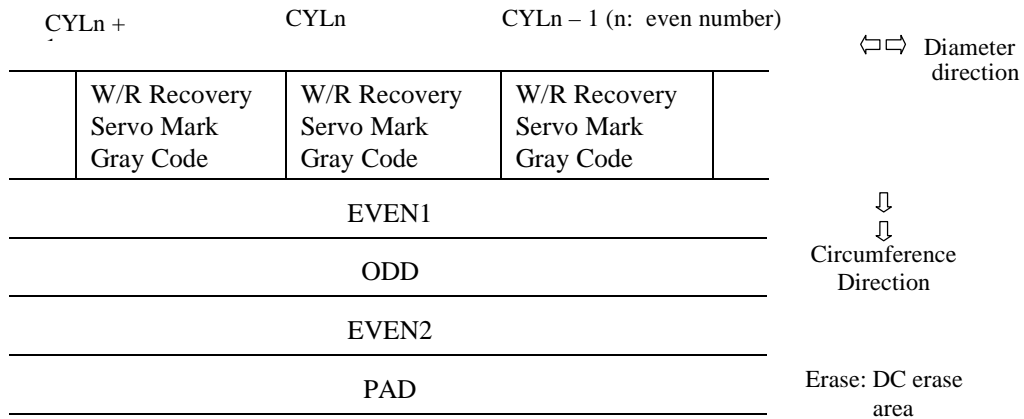 CYLn +
CYLn
CYLn – 1 (n: even number)
Diameter
direction
W/R Recovery
Servo Mark
Gray Code
W/R Recovery
Servo Mark
Gray Code
W/R Recovery
Servo Mark
Gray Code
EVEN1
Circumference
Direction
ODD
EVEN2
PAD
Erase: DC erase
area